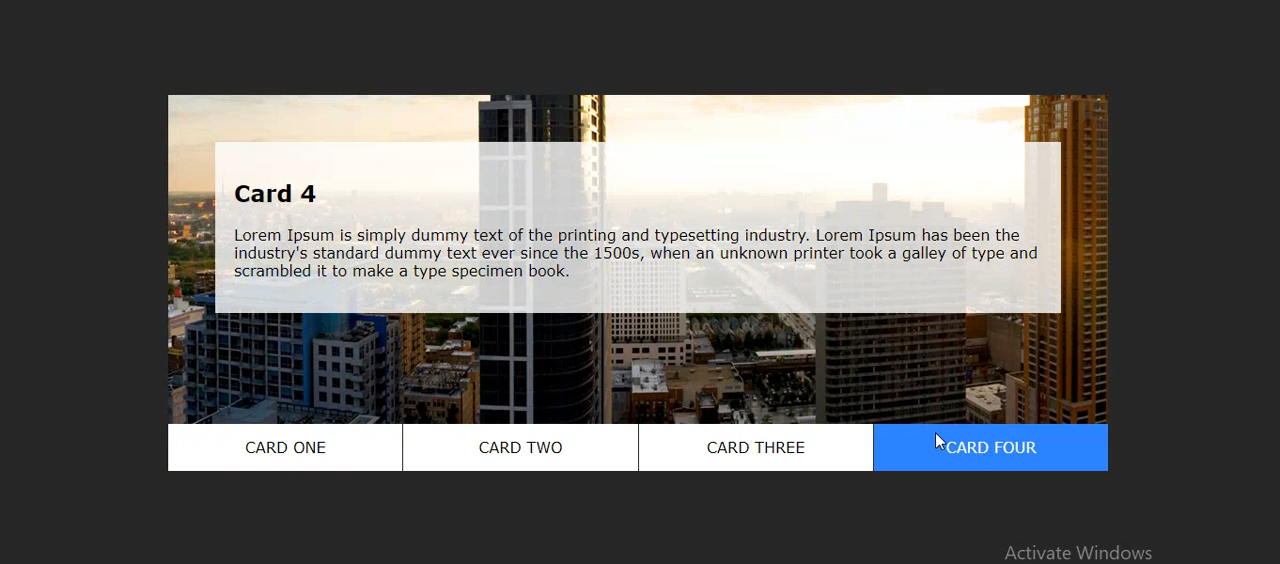 Card 4
Lorem Ipsum is simply dummy text of the printing and typesetting industry. Lorem Ipsum has been the
industry's standard dummy text ever since the 1500s, when an unknown printer took a galley of type and
scrambled it to make a type specimen book.
CARD ONE
CARD TWO
CARD THREE
CARD FOUR
Activate Windows